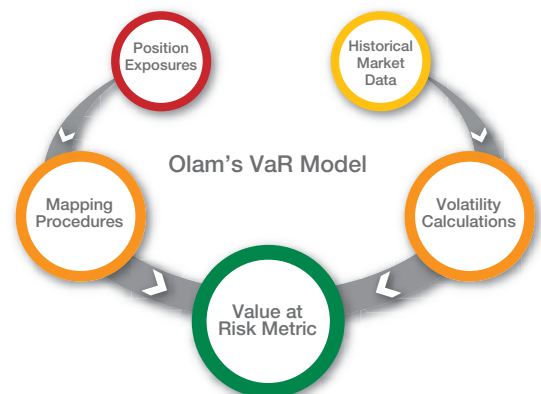 Position
Exposures
Historical
Market
Data
Olam's VaR Model
Mapping
Procedures
Volatility
Calculations
Value at
Risk Metric